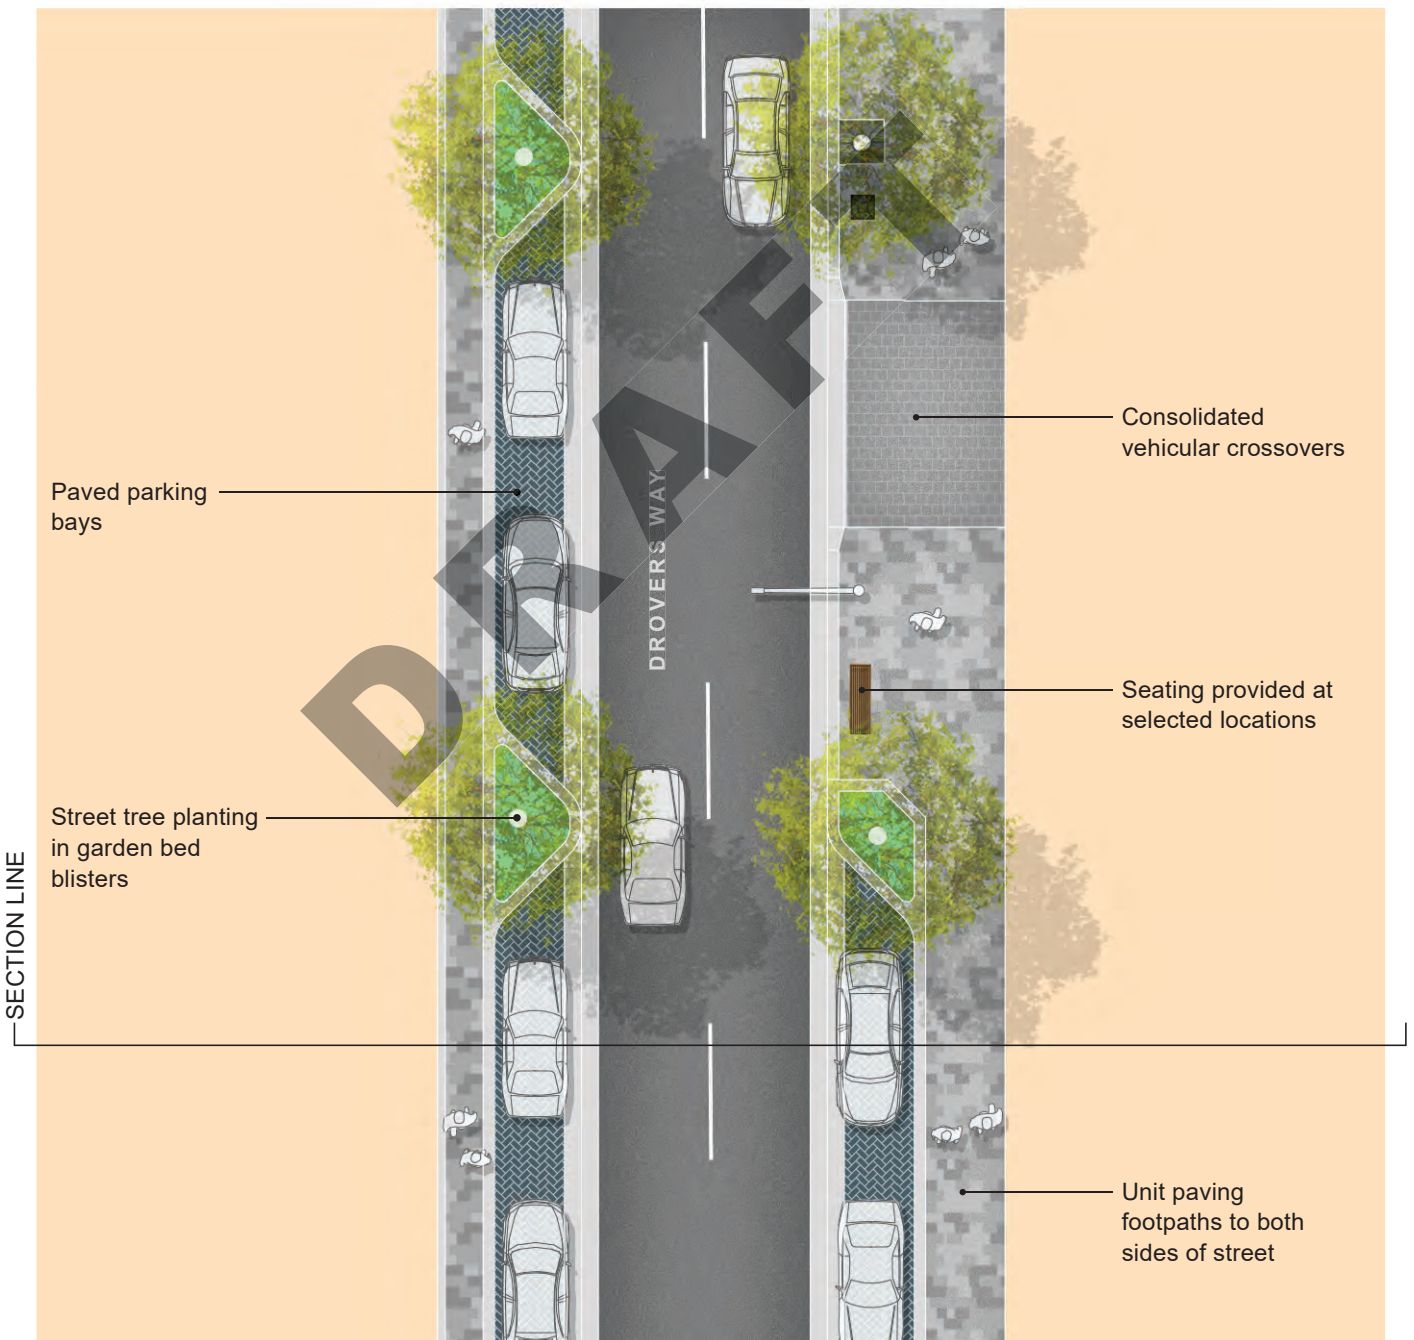 DRAFT
Consolidated
vehicular crossovers
Paved parking
bays
DROVERS WAY
Seating provided at
selected locations
Street tree planting
in garden bed
blisters
SECTION LINE
Unit paving
footpaths to both
sides of street